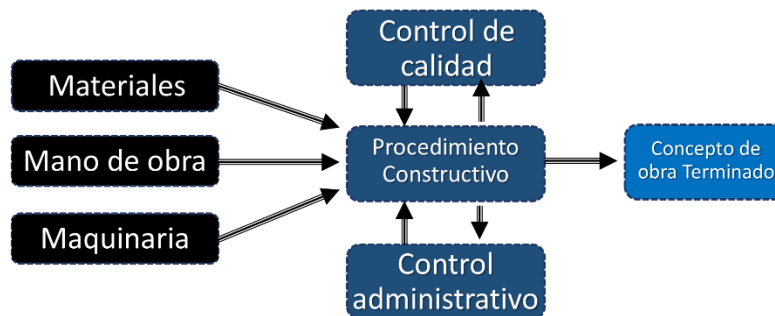 Materiales
Mano de obra
Maquinaria
Control de
calidad
Procedimiento
Constructivo
Control
administrativo
Concepto de
obra Terminado